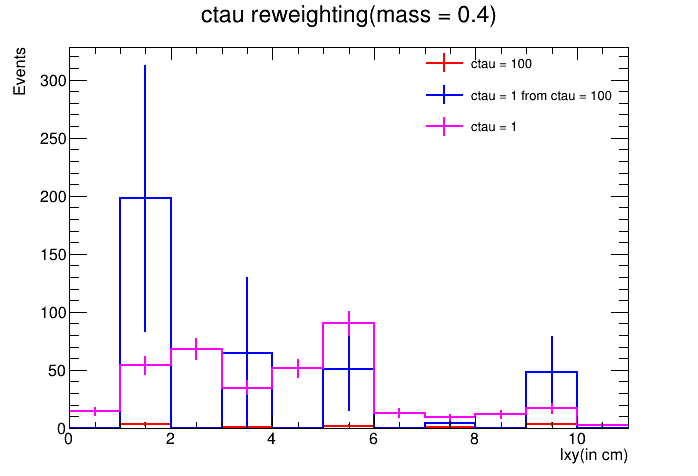 ctau reweighting(mass = 0.4)
Events
300
250
200
150
100
50
0
ctau = 100
ctau = 1 from ctau = 100
ctau = 1
0 2 4 6 8 10
lxy(in cm)